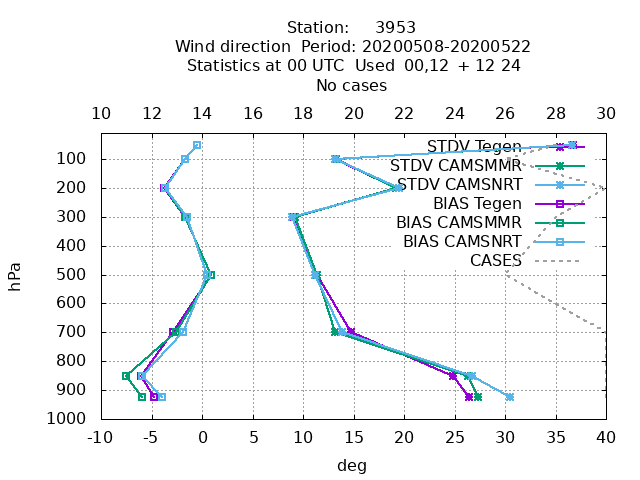 Station:     3953
Wind direction  Period: 20200508-20200522
Statistics at 00 UTC  Used  00,12  + 12 24
No cases
10 12 14 16 18 20 22 24 26 28 30
STDV Tegen
STDV CAMSMMR
STDV CAMSNRT
BIAS Tegen
BIAS CAMSMMR
BIAS CAMSNRT
CASES
hPa
100
200
300
400
500
600
700
800
900
1000
-10 -5 0 5 10 15 20 25 30 35 40
deg